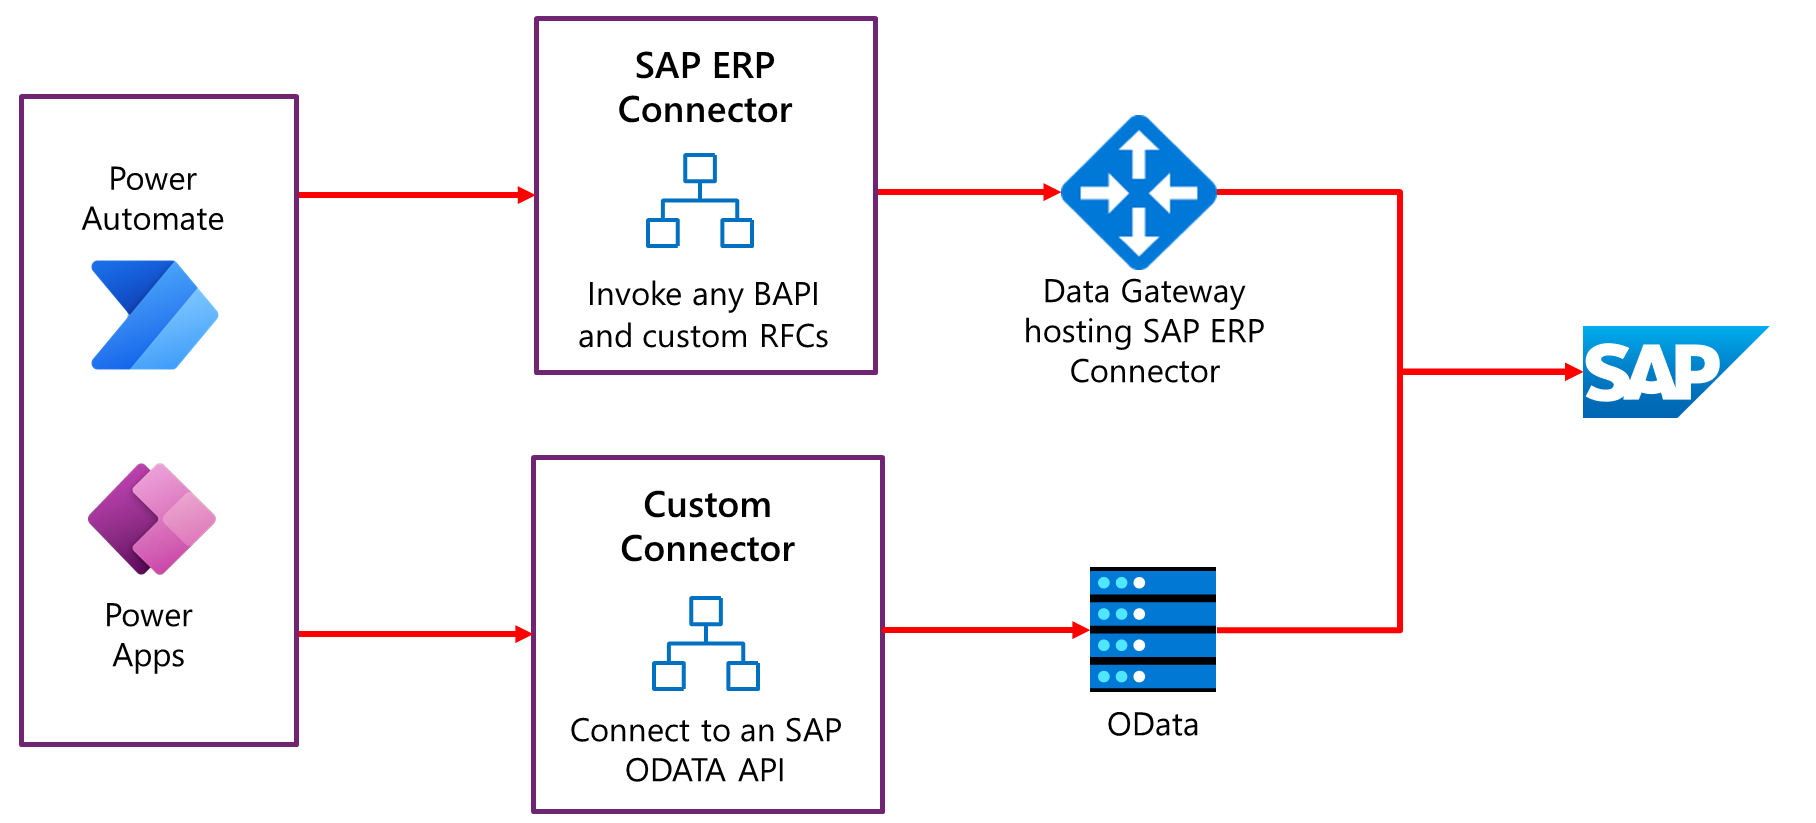 Power
Automate
Power
Apps
SAP ERP
Connector
Invoke any BAPI
and custom RFCs
Custom
Connector
Connect to an SAP
ODATA API
Data Gateway
hosting SAP ERP
Connector
OData
SAP